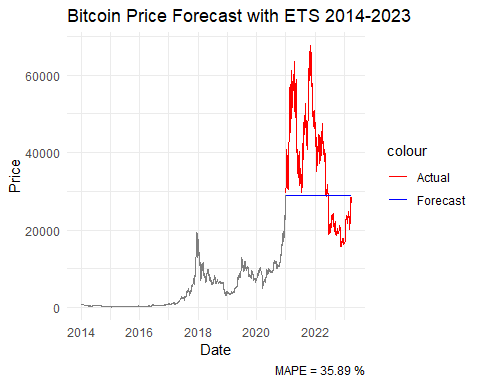 Bitcoin Price Forecast with ETS 2014-2023
60000
40000
20000
0
Price
2014 2016 2018 2020 2022
Date
colour
Actual
Forecast
MAPE = 35.89 %